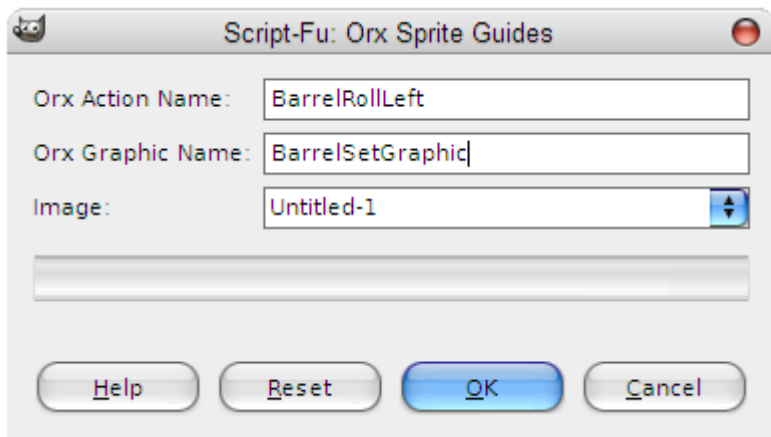 Script-Fu: Orx Sprite Guides
Orx Action Name: BarrelRollLeft
Orx Graphic Name: BarrelSetGraphic
Image: Untitled-1
Help Reset OK Cancel